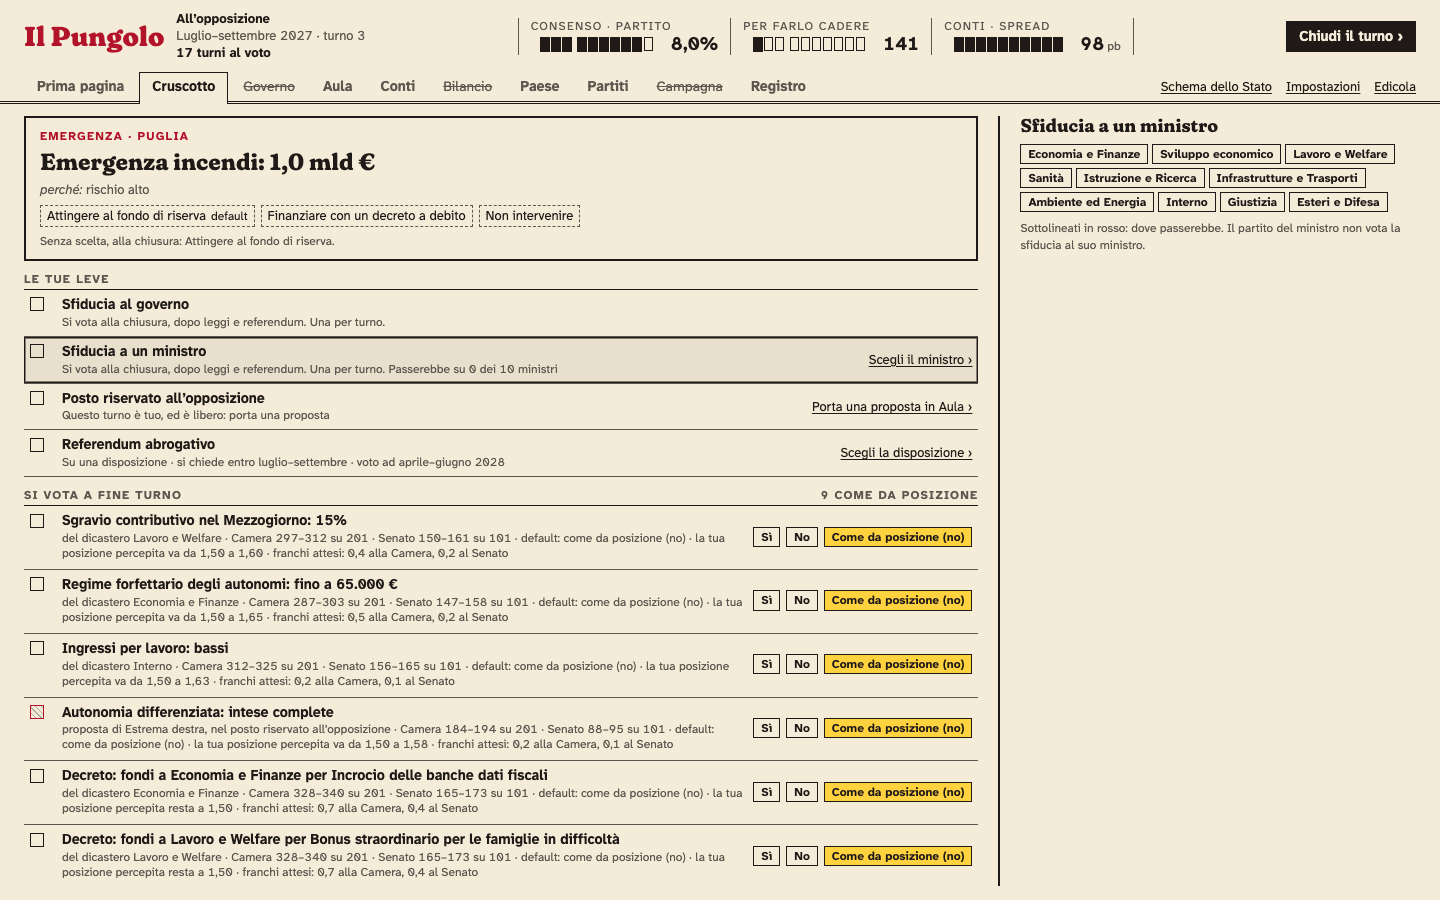 Il Pungolo
All'opposizione
Luglio–settembre 2027 · turno 3
17 turni al voto
CONSENSO · PARTITO
8,0%
PER FARLO CADERE
141
CONTI · SPREAD
98 pb
Chiudi il turno ›
Prima pagina Cruscotto Governo Aula Conti Bilancio Paese Partiti Campagna Registro
Schema dello Stato Impostazioni Edicola
EMERGENZA · PUGLIA
Emergenza incendi: 1,0 mld €
perché: rischio alto
Attingere al fondo di riserva default Finanziare con un decreto a debito Non intervenire
Senza scelta, alla chiusura: Attingere al fondo di riserva.
LE TUE LEVE
Sfiducia al governo
Si vota alla chiusura, dopo leggi e referendum. Una per turno.
Sfiducia a un ministro
Si vota alla chiusura, dopo leggi e referendum. Una per turno. Passerebbe su 0 dei 10 ministri
Scegli il ministro ›
Posto riservato all'opposizione
Questo turno è tuo, ed è libero: porta una proposta
Porta una proposta in Aula ›
Referendum abrogativo
Su una disposizione · si chiede entro luglio–settembre · voto ad aprile–giugno 2028
Scegli la disposizione ›
SI VOTA A FINE TURNO
9 COME DA POSIZIONE
Sgravio contributivo nel Mezzogiorno: 15%
del dicastero Lavoro e Welfare · Camera 297–312 su 201 · Senato 150–161 su 101 · default: come da posizione (no) · la tua
posizione percepita va da 1,50 a 1,60 · franchi attesi: 0,4 alla Camera, 0,2 al Senato
Sì No Come da posizione (no)
Regime forfettario degli autonomi: fino a 65.000 €
del dicastero Economia e Finanze · Camera 287–303 su 201 · Senato 147–158 su 101 · default: come da posizione (no) · la tua
posizione percepita va da 1,50 a 1,65 · franchi attesi: 0,5 alla Camera, 0,2 al Senato
Sì No Come da posizione (no)
Ingressi per lavoro: bassi
del dicastero Interno · Camera 312–325 su 201 · Senato 156–165 su 101 · default: come da posizione (no) · la tua posizione
percepita va da 1,50 a 1,63 · franchi attesi: 0,2 alla Camera, 0,1 al Senato
Sì No Come da posizione (no)
Autonomia differenziata: intese complete
proposta di Estrema destra, nel posto riservato all'opposizione · Camera 184–194 su 201 · Senato 88–95 su 101 · default:
come da posizione (no) · la tua posizione percepita va da 1,50 a 1,58 · franchi attesi: 0,2 alla Camera, 0,1 al Senato
Sì No Come da posizione (no)
Decreto: fondi a Economia e Finanze per Incrocio delle banche dati fiscali
del dicastero Economia e Finanze · Camera 328–340 su 201 · Senato 165–173 su 101 · default: come da posizione (no) · la tua
posizione percepita resta a 1,50 · franchi attesi: 0,7 alla Camera, 0,4 al Senato
Sì No Come da posizione (no)
Decreto: fondi a Lavoro e Welfare per Bonus straordinario per le famiglie in difficoltà
del dicastero Lavoro e Welfare · Camera 328–340 su 201 · Senato 165–173 su 101 · default: come da posizione (no) · la tua
posizione percepita resta a 1,50 · franchi attesi: 0,7 alla Camera, 0,4 al Senato
Sì No Come da posizione (no)
Sfiducia a un ministro
Economia e Finanze Sviluppo economico Lavoro e Welfare
Sanità Istruzione e Ricerca Infrastrutture e Trasporti
Ambiente ed Energia Interno Giustizia Esteri e Difesa
Sottolineati in rosso: dove passerebbe. Il partito del ministro non vota la
sfiducia al suo ministro.